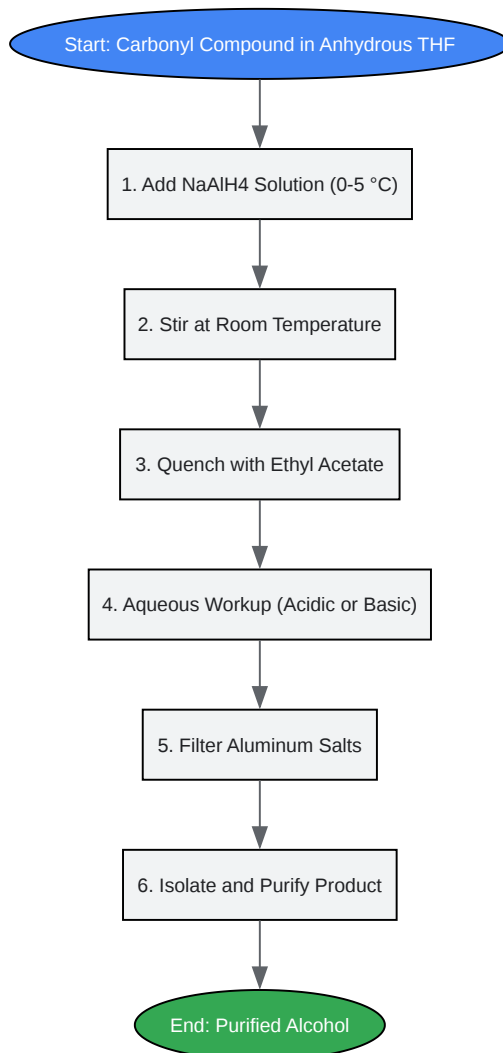 Start: Carbonyl Compound in Anhydrous THF
1. Add NaAlH4 Solution (0-5 °C)
2. Stir at Room Temperature
3. Quench with Ethyl Acetate
4. Aqueous Workup (Acidic or Basic)
5. Filter Aluminum Salts
6. Isolate and Purify Product
End: Purified Alcohol